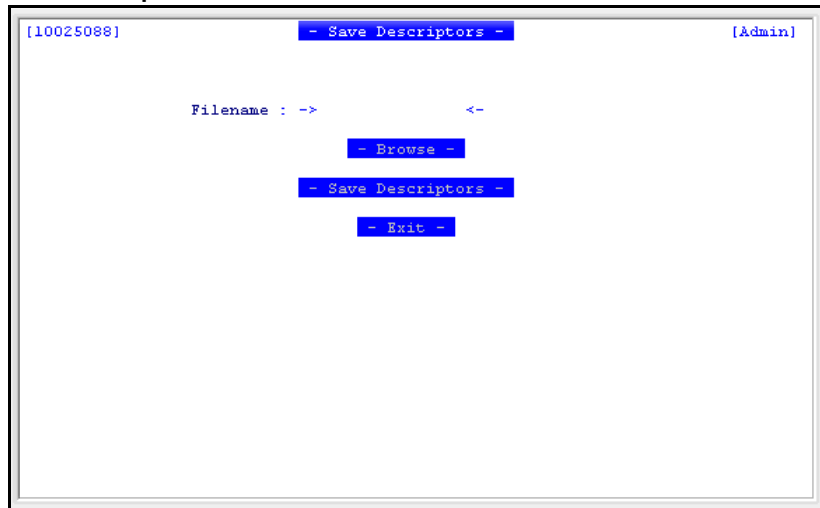 [10025088] - Save Descriptors - [Admin]
Filename : -> <-
- Browse -
- Save Descriptors -
- Exit -